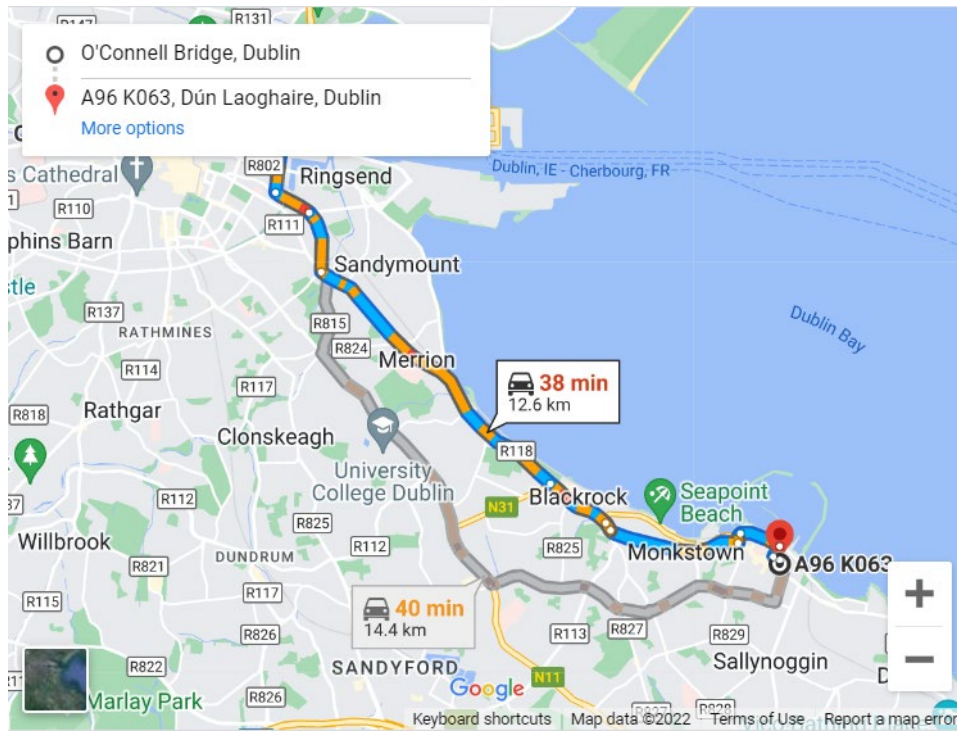 R147
R131
O'Connell Bridge, Dublin
A96 K063, Dún Laoghaire, Dublin
More options
s Cathedral
R802
Ringsend
Dublin, IE - Cherbourg, FR
R110
R111
phins Barn
Sandymount
stle
R137
R815
Dublin Bay
RATHMINES
R824
Merrion
R114
R117
38 min
12.6 km
R818
Rathgar
Clonskeagh
R118
University
College Dublin
Blackrock
Seapoint
Beach
N31
R112
R825
Willbrook
R821
DUNDRUM
R112
R825
Monkstown
A96 K063
R115
R117
40 min
14.4 km
R113
R827
R829
R826
R822
SANDYFORD
Sallynoggin
Marlay Park
R826
Google
N11
R827
R828
Keyboard shortcuts
Map data ©2022
Terms of Use
Report a map error